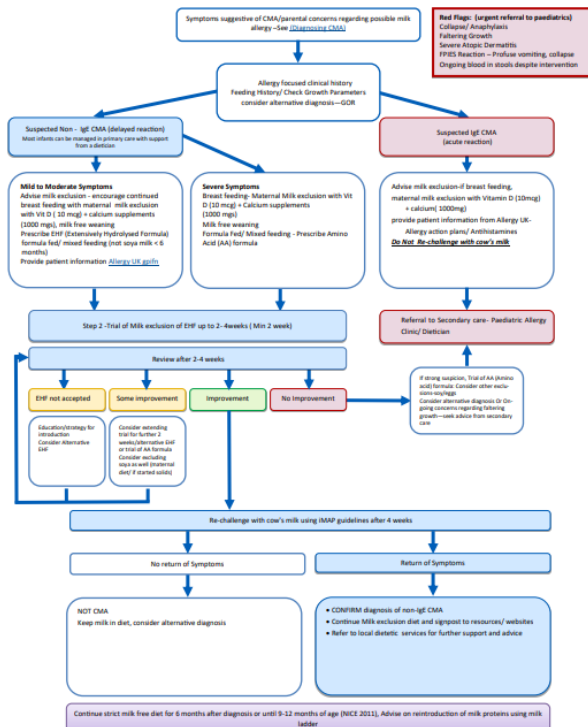 Symptoms suggestive of CMA/parental concerns regarding possible milk
allergy –See (Diagnosing CMA)
Red Flags: (urgent referral to paediatrics)
Collapse/ Anaphylaxis
Faltering Growth
Severe Atopic Dermatitis
FPIES Reaction – Profuse vomiting, collapse
Ongoing blood in stools despite intervention
Allergy focused clinical history
Feeding History/ Check Growth Parameters
consider alternative diagnosis—GOR
Suspected Non - IgE CMA (delayed reaction)
Most infants can be managed in primary care with support
from a dietician
Suspected IgE CMA
(acute reaction)
Mild to Moderate Symptoms
Advise milk exclusion - encourage continued
breast feeding with maternal milk exclusion
with Vit D ( 10 mcg) + calcium supplements
(1000 mgs), milk free weaning
Prescribe EHF (Extensively Hydrolysed Formula)
formula fed/ mixed feeding (not soya milk < 6
months)
Provide patient information Allergy UK gpifn
Severe Symptoms
Breast feeding- Maternal Milk exclusion with Vit
D (10 mcg) + Calcium supplements
(1000 mgs)
Milk free weaning
Formula Fed/ Mixed feeding - Prescribe Amino
Acid (AA) formula
Advise milk exclusion-if breast feeding,
maternal milk exclusion with Vitamin D (10mcg)
+ calcium( 1000mg)
provide patient information from Allergy UK-
Allergy action plans/ Antihistamines
Do Not Re-challenge with cow's milk
Step 2 -Trial of Milk exclusion of EHF up to 2- 4weeks ( Min 2 week)
Referral to Secondary care- Paediatric Allergy
Clinic/ Dietician
Review after 2-4 weeks
EHF not accepted
Some improvement
Improvement
No Improvement
If strong suspicion, Trial of AA (Amino
acid) formula: Consider other exclu-
sions-soy/eggs
Consider alternative diagnosis Or On-
going concerns regarding faltering
growth—seek advice from secondary
care
Education/strategy for
introduction
Consider Alternative
EHF
Consider extending
trial for further 2
weeks/alternative EHF
or trial of AA formula
Consider excluding
soya as well (maternal
diet/ if started solids)
Re-challenge with cow's milk using iMAP guidelines after 4 weeks
No return of Symptoms
Return of Symptoms
NOT CMA
Keep milk in diet, consider alternative diagnosis
• CONFIRM diagnosis of non-IgE CMA
• Continue Milk exclusion diet and signpost to resources/ websites
• Refer to local dietetic services for further support and advice
Continue strict milk free diet for 6 months after diagnosis or until 9-12 months of age (NICE 2011), Advise on reintroduction of milk proteins using milk
ladder